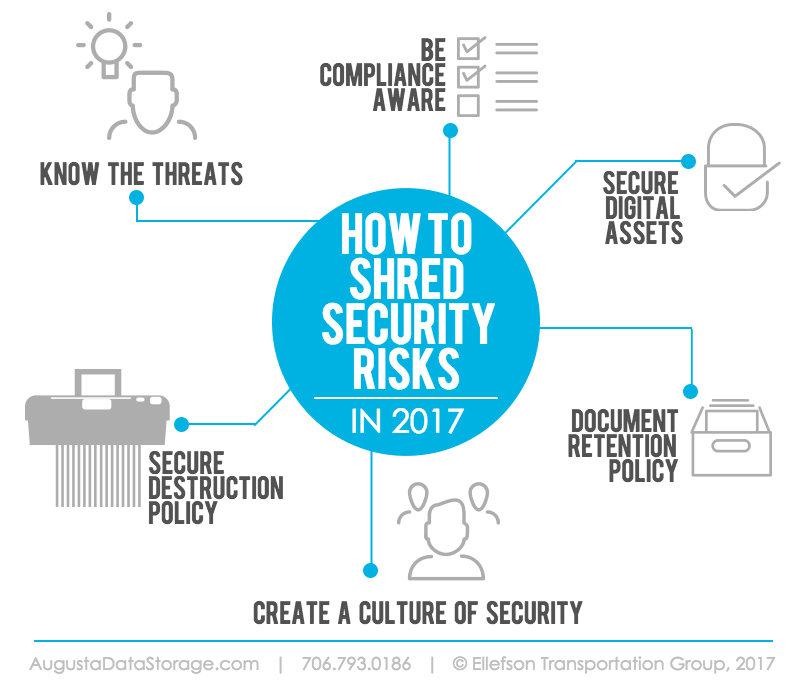 HOW TO
SHRED
SECURITY
RISKS
IN 2017
KNOW THE THREATS
BE
COMPLIANCE
AWARE
SECURE
DIGITAL
ASSETS
DOCUMENT
RETENTION
POLICY
CREATE A CULTURE OF SECURITY
SECURE
DESTRUCTION
POLICY
AugustaDataStorage.com | 706.793.0186 | © Ellefson Transportation Group, 2017